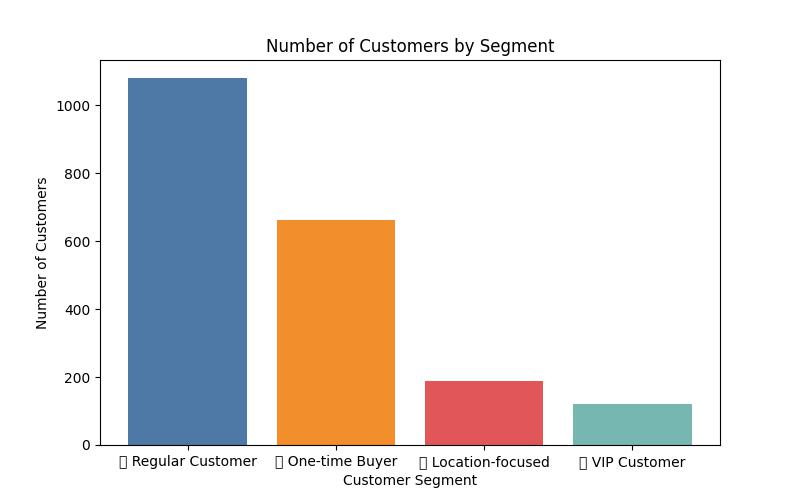 Number of Customers by Segment
Number of Customers
1000
800
600
400
200
0
Regular Customer
One-time Buyer
Location-focused
VIP Customer
Customer Segment